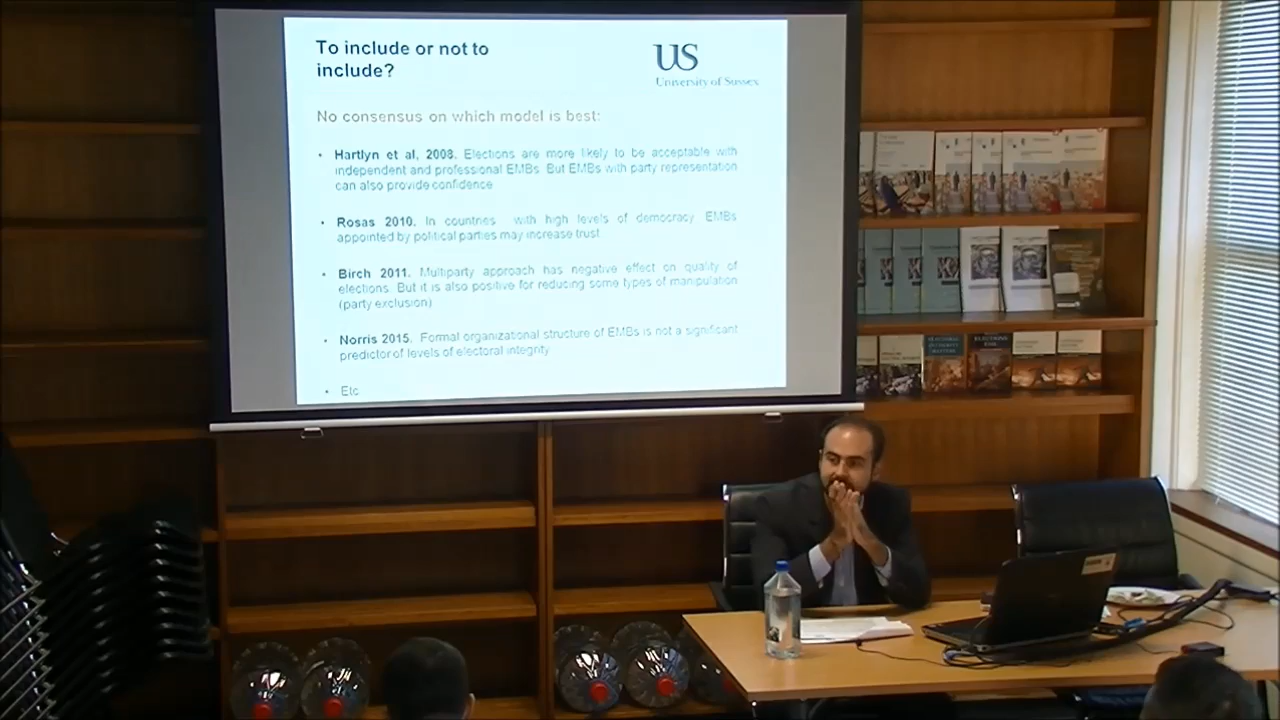 To include or not to
include?
US
University of Sussex
No consensus on which model is best:
• Hartlyn et al, 2008. Elections are more likely to be acceptable with
independent and professional EMBs. But EMBs with party representation
can also provide confidence
• Rosas 2010. In countries with high levels of democracy EMBs
appointed by political parties may increase trust
• Birch 2011. Multiparty approach has negative effect on quality of
elections. But it is also positive for reducing some types of manipulation
(party exclusion)
• Norris 2015. Formal organizational structure of EMBs is not a significant
predictor of levels of electoral integrity
• Etc